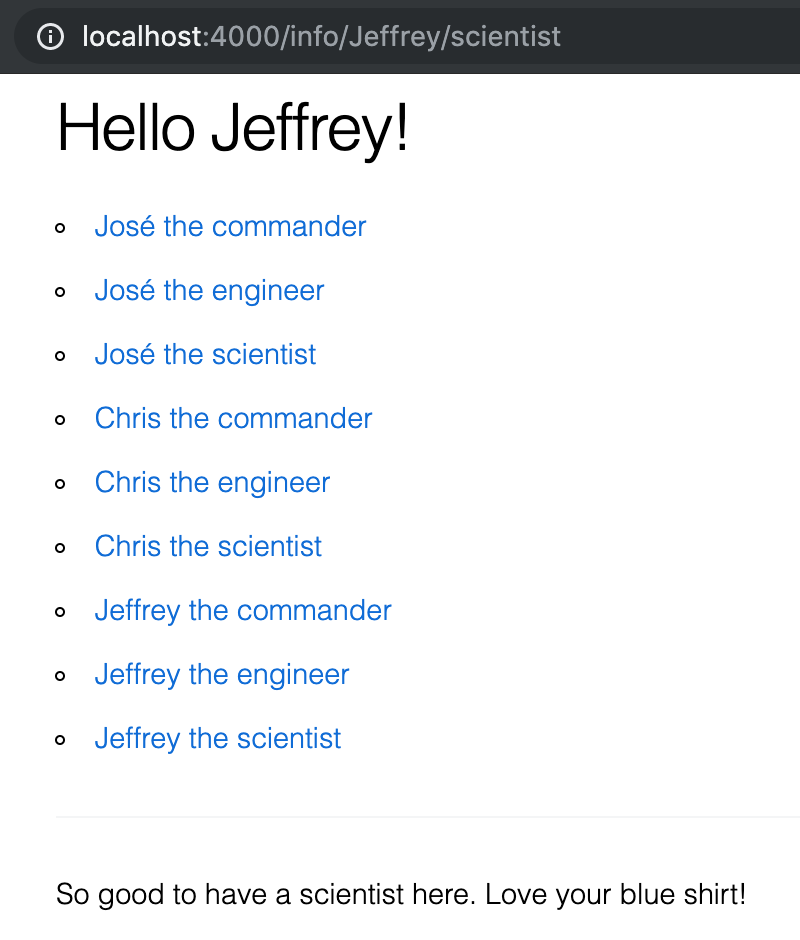 localhost:4000/info/Jeffrey/scientist
Hello Jeffrey!
José the commander
José the engineer
José the scientist
Chris the commander
Chris the engineer
Chris the scientist
Jeffrey the commander
Jeffrey the engineer
Jeffrey the scientist
So good to have a scientist here. Love your blue shirt!